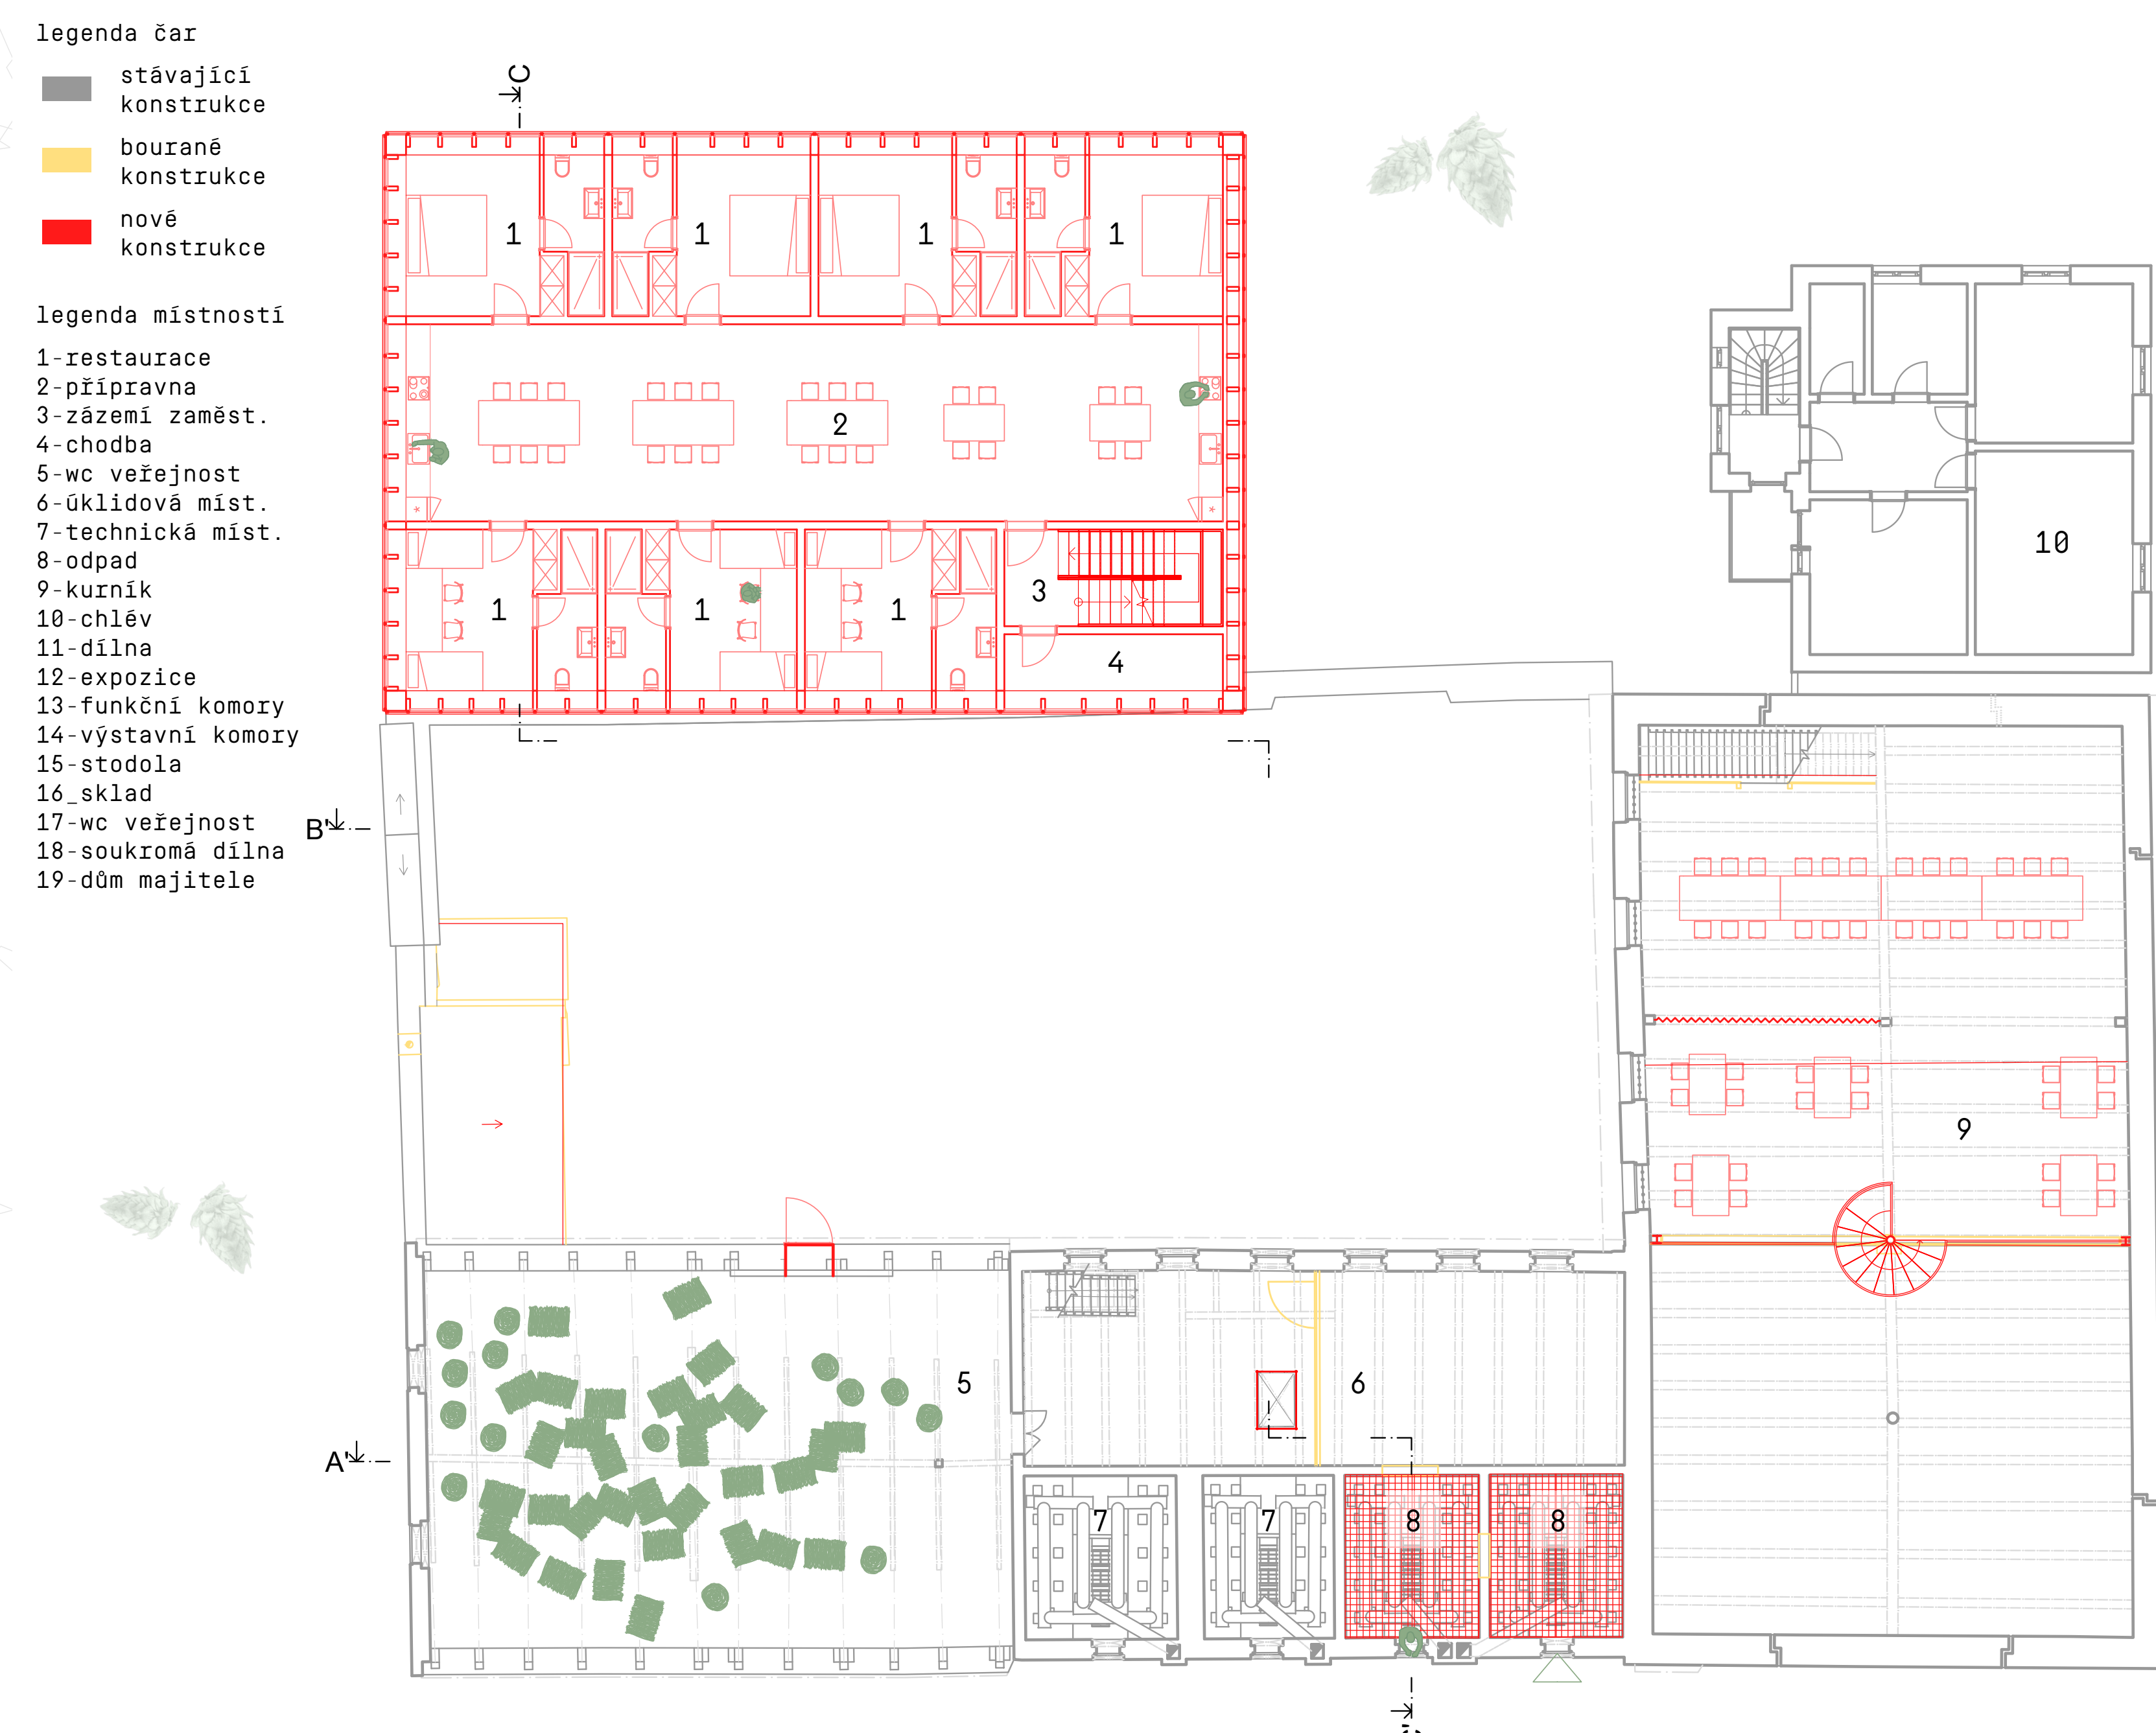 legenda čar
stávající
konstrukce
bourané
konstrukce
nové
konstrukce
legenda místností
1-restaurace
2-přípravna
3-zázemí zaměst.
4-chodba
5-wc veřejnost
6-úklidová míst.
7-technická míst.
8-odpad
9-kurník
10-chlév
11-dílna
12-expozice
13-funkční komory
14-výstavní komory
15-stodola
16_sklad
17-wc veřejnost
18-soukromá dílna
19-dům majitele
C
1 1 1 1
2
10
1 1 1 3
4
B'
9
5 6
A'
7 7 8 8